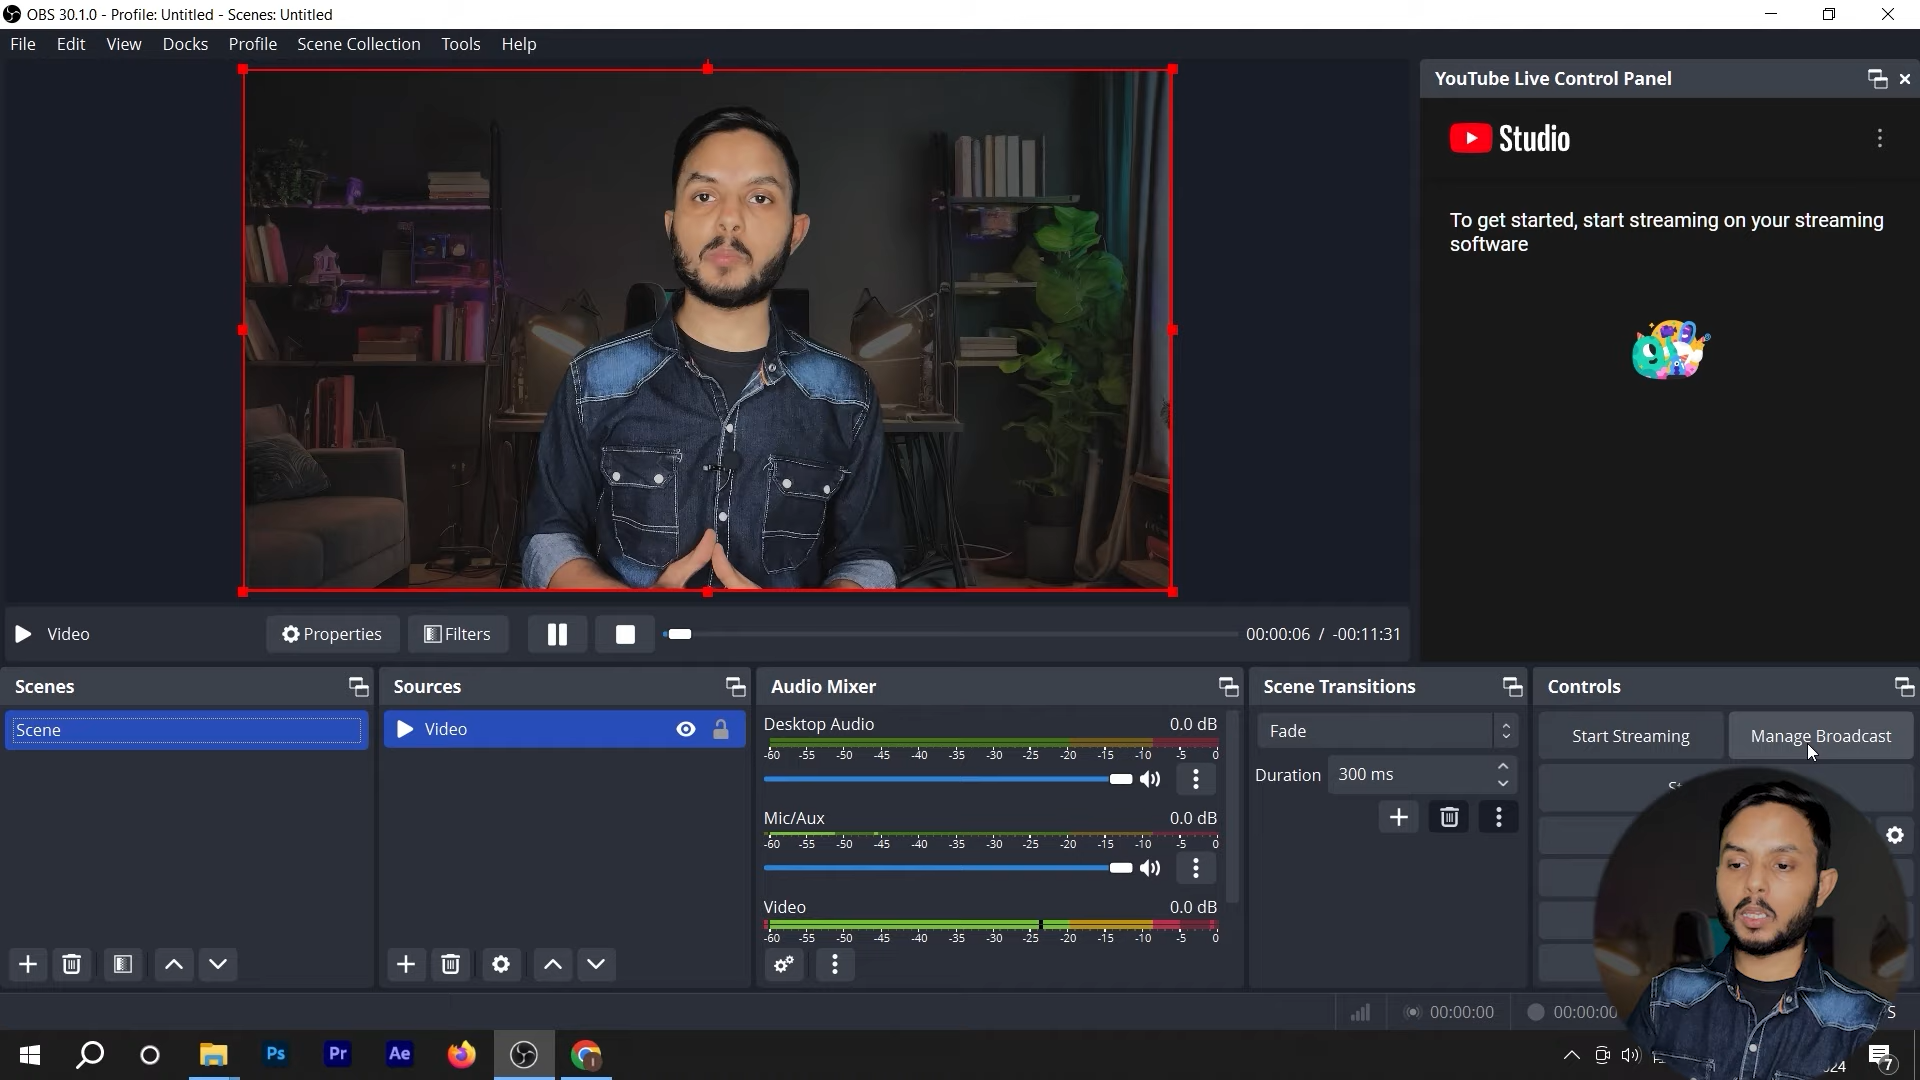 OBS 30.1.0 - Profile: Untitled - Scenes: Untitled
File Edit View Docks Profile Scene Collection Tools Help
YouTube Live Control Panel
Studio
To get started, start streaming on your streaming
software
Video Properties Filters 00:00:06 / -00:11:31
Scenes
Scene
Sources
Video
Audio Mixer
Desktop Audio 0.0 dB
-60 -55 -50 -45 -40 -35 -30 -25 -20 -15 -10 -5 0
Mic/Aux 0.0 dB
-60 -55 -50 -45 -40 -35 -30 -25 -20 -15 -10 -5 0
Video 0.0 dB
-60 -55 -50 -45 -40 -35 -30 -25 -20 -15 -10 -5 0
Scene Transitions
Fade
Duration 300 ms
Controls
Start Streaming Manage Broadcast
00:00:00 00:00:00
Ps Pr Ae
7